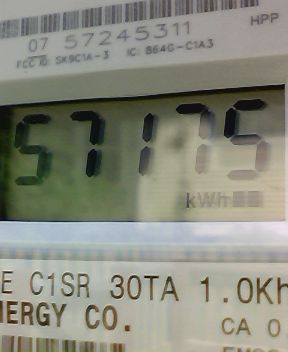 07 57245311
HPP
FCC ID: SK9C1A-3 IC: 864G-C1A3
57175
kWh
E C1SR 30TA 1.0Kh
NERGY CO.
CA 0.